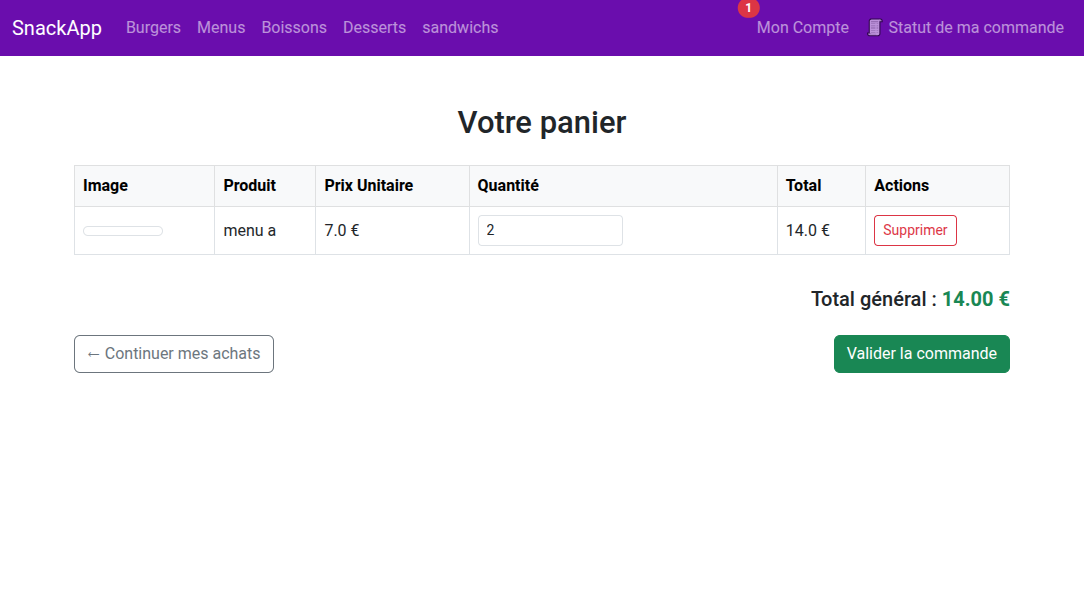 SnackApp Burgers Menus Boissons Desserts sandwichs 1 Mon Compte Statut de ma commande
Votre panier
Image Produit Prix Unitaire Quantité Total Actions
menu a 7.0 € 2 14.0 € Supprimer
Total général : 14.00 €
← Continuer mes achats Valider la commande